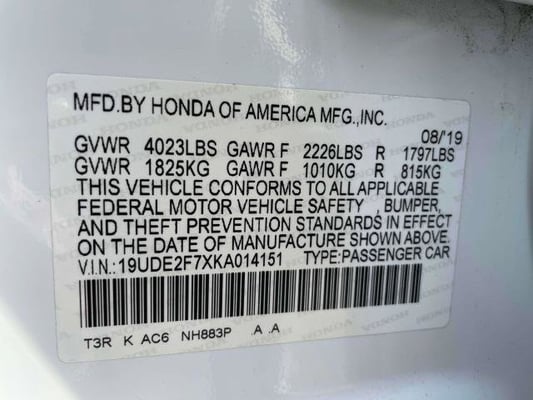 MFD.BY HONDA OF AMERICA MFG.,INC.
08/'19
GVWR 4023LBS GAWR F 2226LBS R 1797LBS
GVWR 1825KG GAWR F 1010KG R 815KG
THIS VEHICLE CONFORMS TO ALL APPLICABLE
FEDERAL MOTOR VEHICLE SAFETY , BUMPER,
AND THEFT PREVENTION STANDARDS IN EFFECT
ON THE DATE OF MANUFACTURE SHOWN ABOVE.
V.I.N.:19UDE2F7XKA014151 TYPE:PASSENGER CAR
T3R K AC6 NH883P .A .A